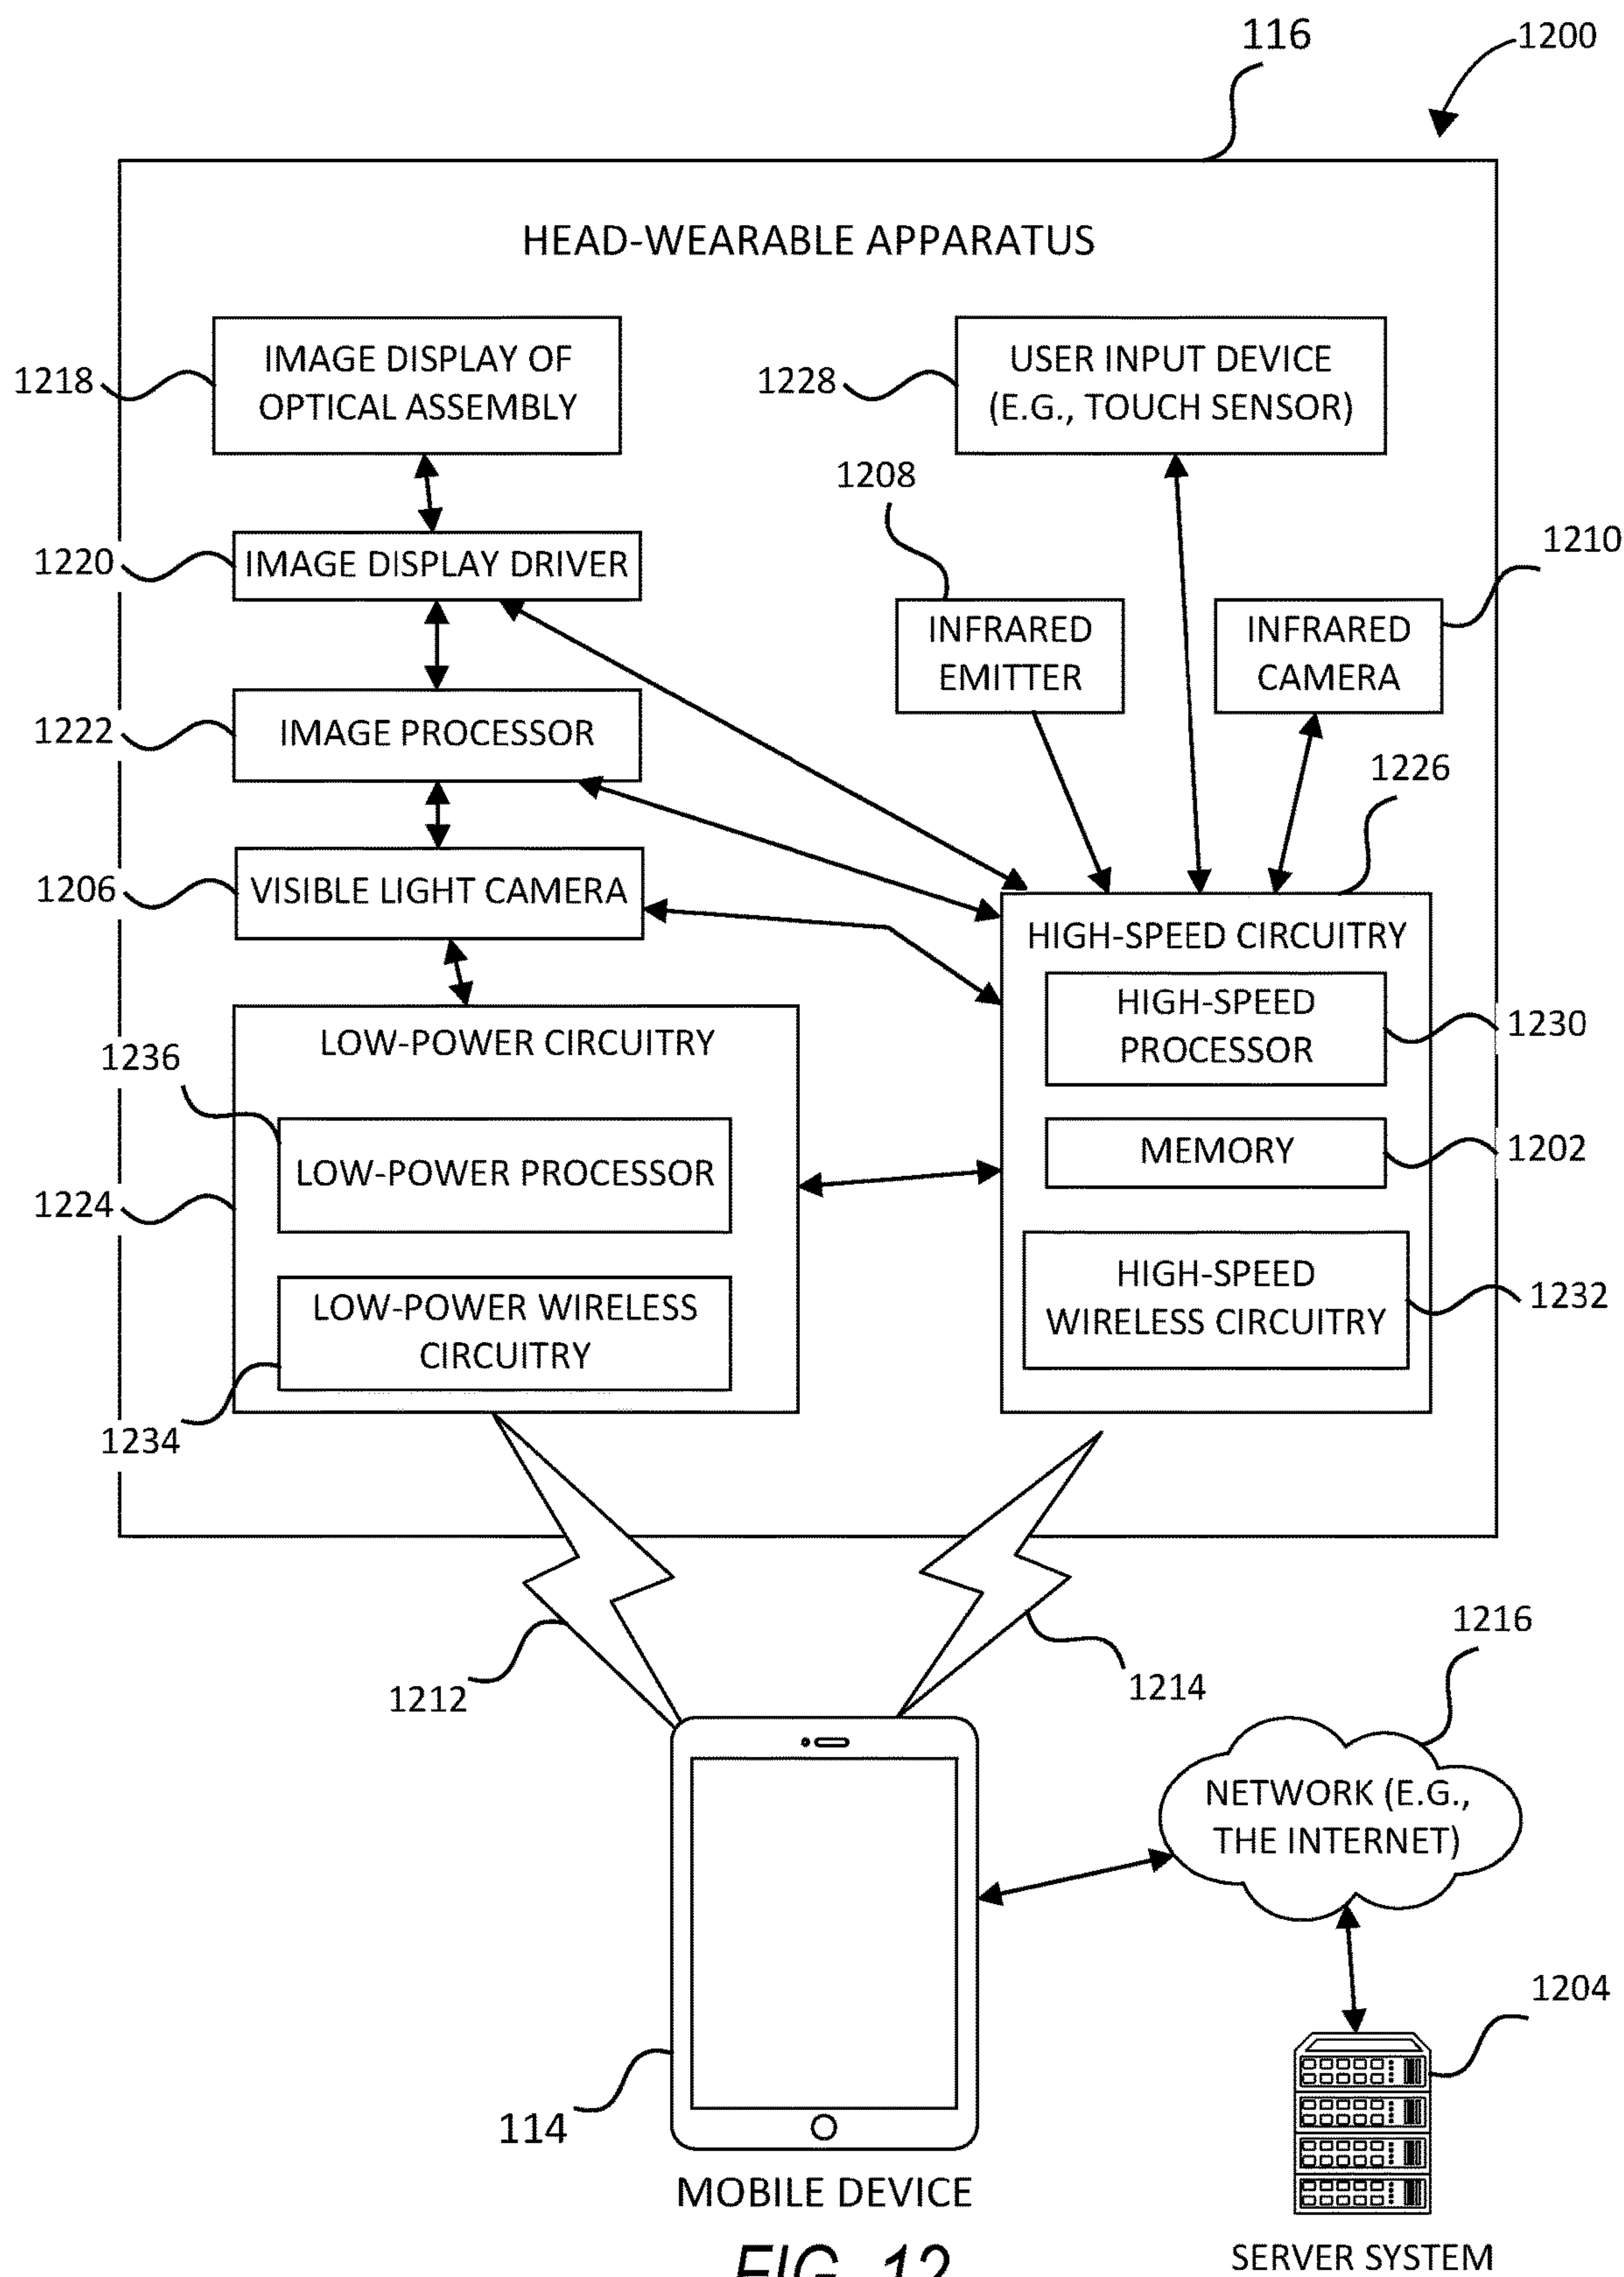 116
1200
HEAD-WEARABLE APPARATUS
IMAGE DISPLAY OF
OPTICAL ASSEMBLY
1218
USER INPUT DEVICE
(E.G., TOUCH SENSOR)
1228
1208
1210
IMAGE DISPLAY DRIVER
1220
INFRARED
EMITTER
INFRARED
CAMERA
IMAGE PROCESSOR
1222
1226
VISIBLE LIGHT CAMERA
1206
HIGH-SPEED CIRCUITRY
HIGH-SPEED
PROCESSOR
1230
LOW-POWER CIRCUITRY
1236
LOW-POWER PROCESSOR
MEMORY
1202
1224
HIGH-SPEED
WIRELESS CIRCUITRY
1232
LOW-POWER WIRELESS
CIRCUITRY
1234
1212
1214
1216
NETWORK (E.G.,
THE INTERNET)
1204
114
MOBILE DEVICE
SERVER SYSTEM
FIG. 12